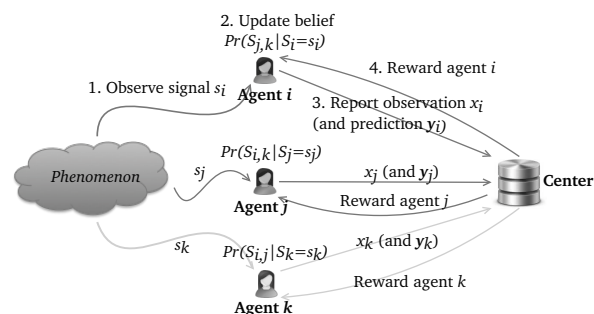 2. Update belief
Pr(Sj,k|Si=si)
4. Reward agent i
1. Observe signal si
Agent i
3. Report observation xi
(and prediction yi)
Phenomenon
sj
Pr(Si,k|Sj=sj)
xj (and yj)
Center
Agent j
Reward agent j
sk
Pr(Si,j|Sk=sk)
xk (and yk)
Reward agent k
Agent k